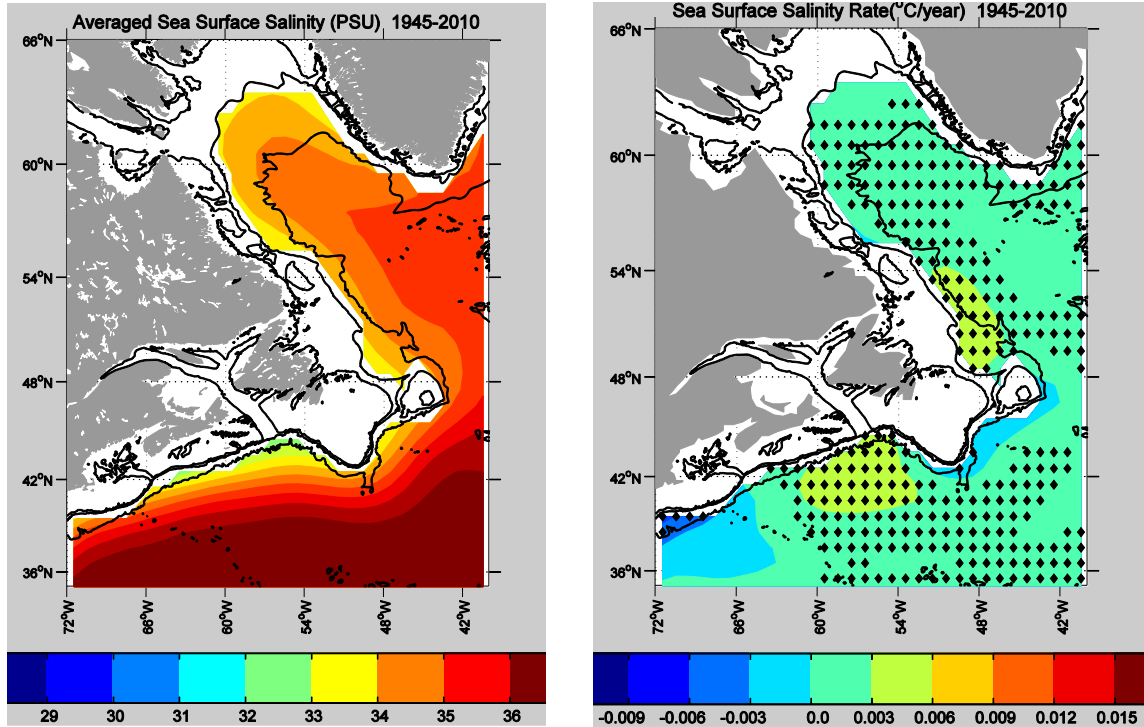 Averaged Sea Surface Salinity (PSU) 1945-2010
66°N
60°N
54°N
48°N
42°N
36°N
72°W
66°W
60°W
54°W
48°W
42°W
29
30
31
32
33
34
35
36
Sea Surface Salinity Rate(°C/year) 1945-2010
66°N
60°N
54°N
48°N
42°N
36°N
72°W
66°W
60°W
54°W
48°W
42°W
-0.009
-0.006
-0.003
0.0
0.003
0.006
0.009
0.012
0.015